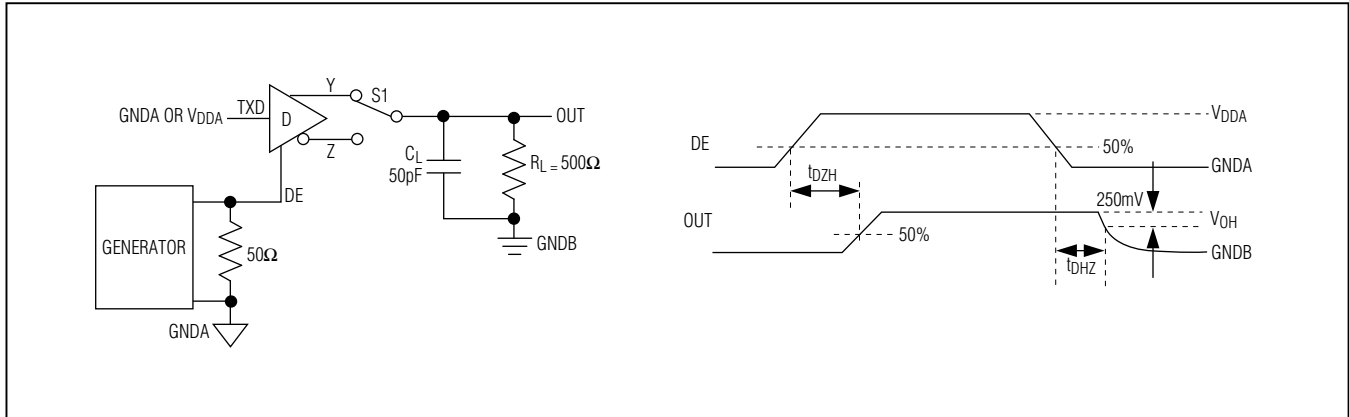 Y
S1
GNDA OR VDDA
TXD
D
OUT
Z
CL
50pF
RL = 500Ω
DE
GENERATOR
50Ω
GNDB
GNDA
DE
VDDA
50%
GNDA
tDZH
250mV
OUT
VOH
50%
GNDB
tDHZ